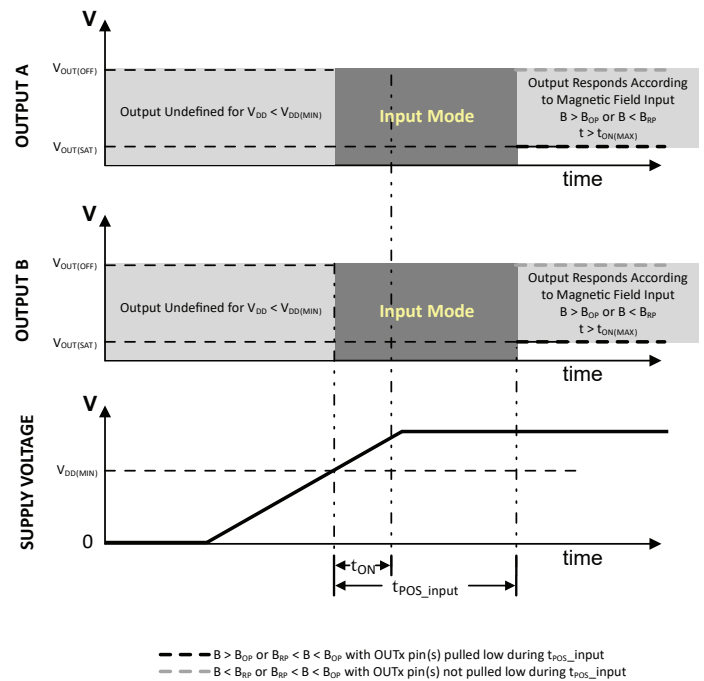 V
OUTPUT A
VOUT(OFF)
Output Undefined for VDD < VDD(MIN)
Input Mode
Output Responds According
to Magnetic Field Input
B > BOP or B < BRP
t > tON(MAX)
VOUT(SAT)
time
V
OUTPUT B
VOUT(OFF)
Output Undefined for VDD < VDD(MIN)
Input Mode
Output Responds According
to Magnetic Field Input
B > BOP or B < BRP
t > tON(MAX)
VOUT(SAT)
time
V
SUPPLY VOLTAGE
VDD(MIN)
0
time
tON
tPOS_input
B > BOP or BRP < B < BOP with OUTx pin(s) pulled low during tPOS_input
B < BRP or BRP < B < BOP with OUTx pin(s) not pulled low during tPOS_input